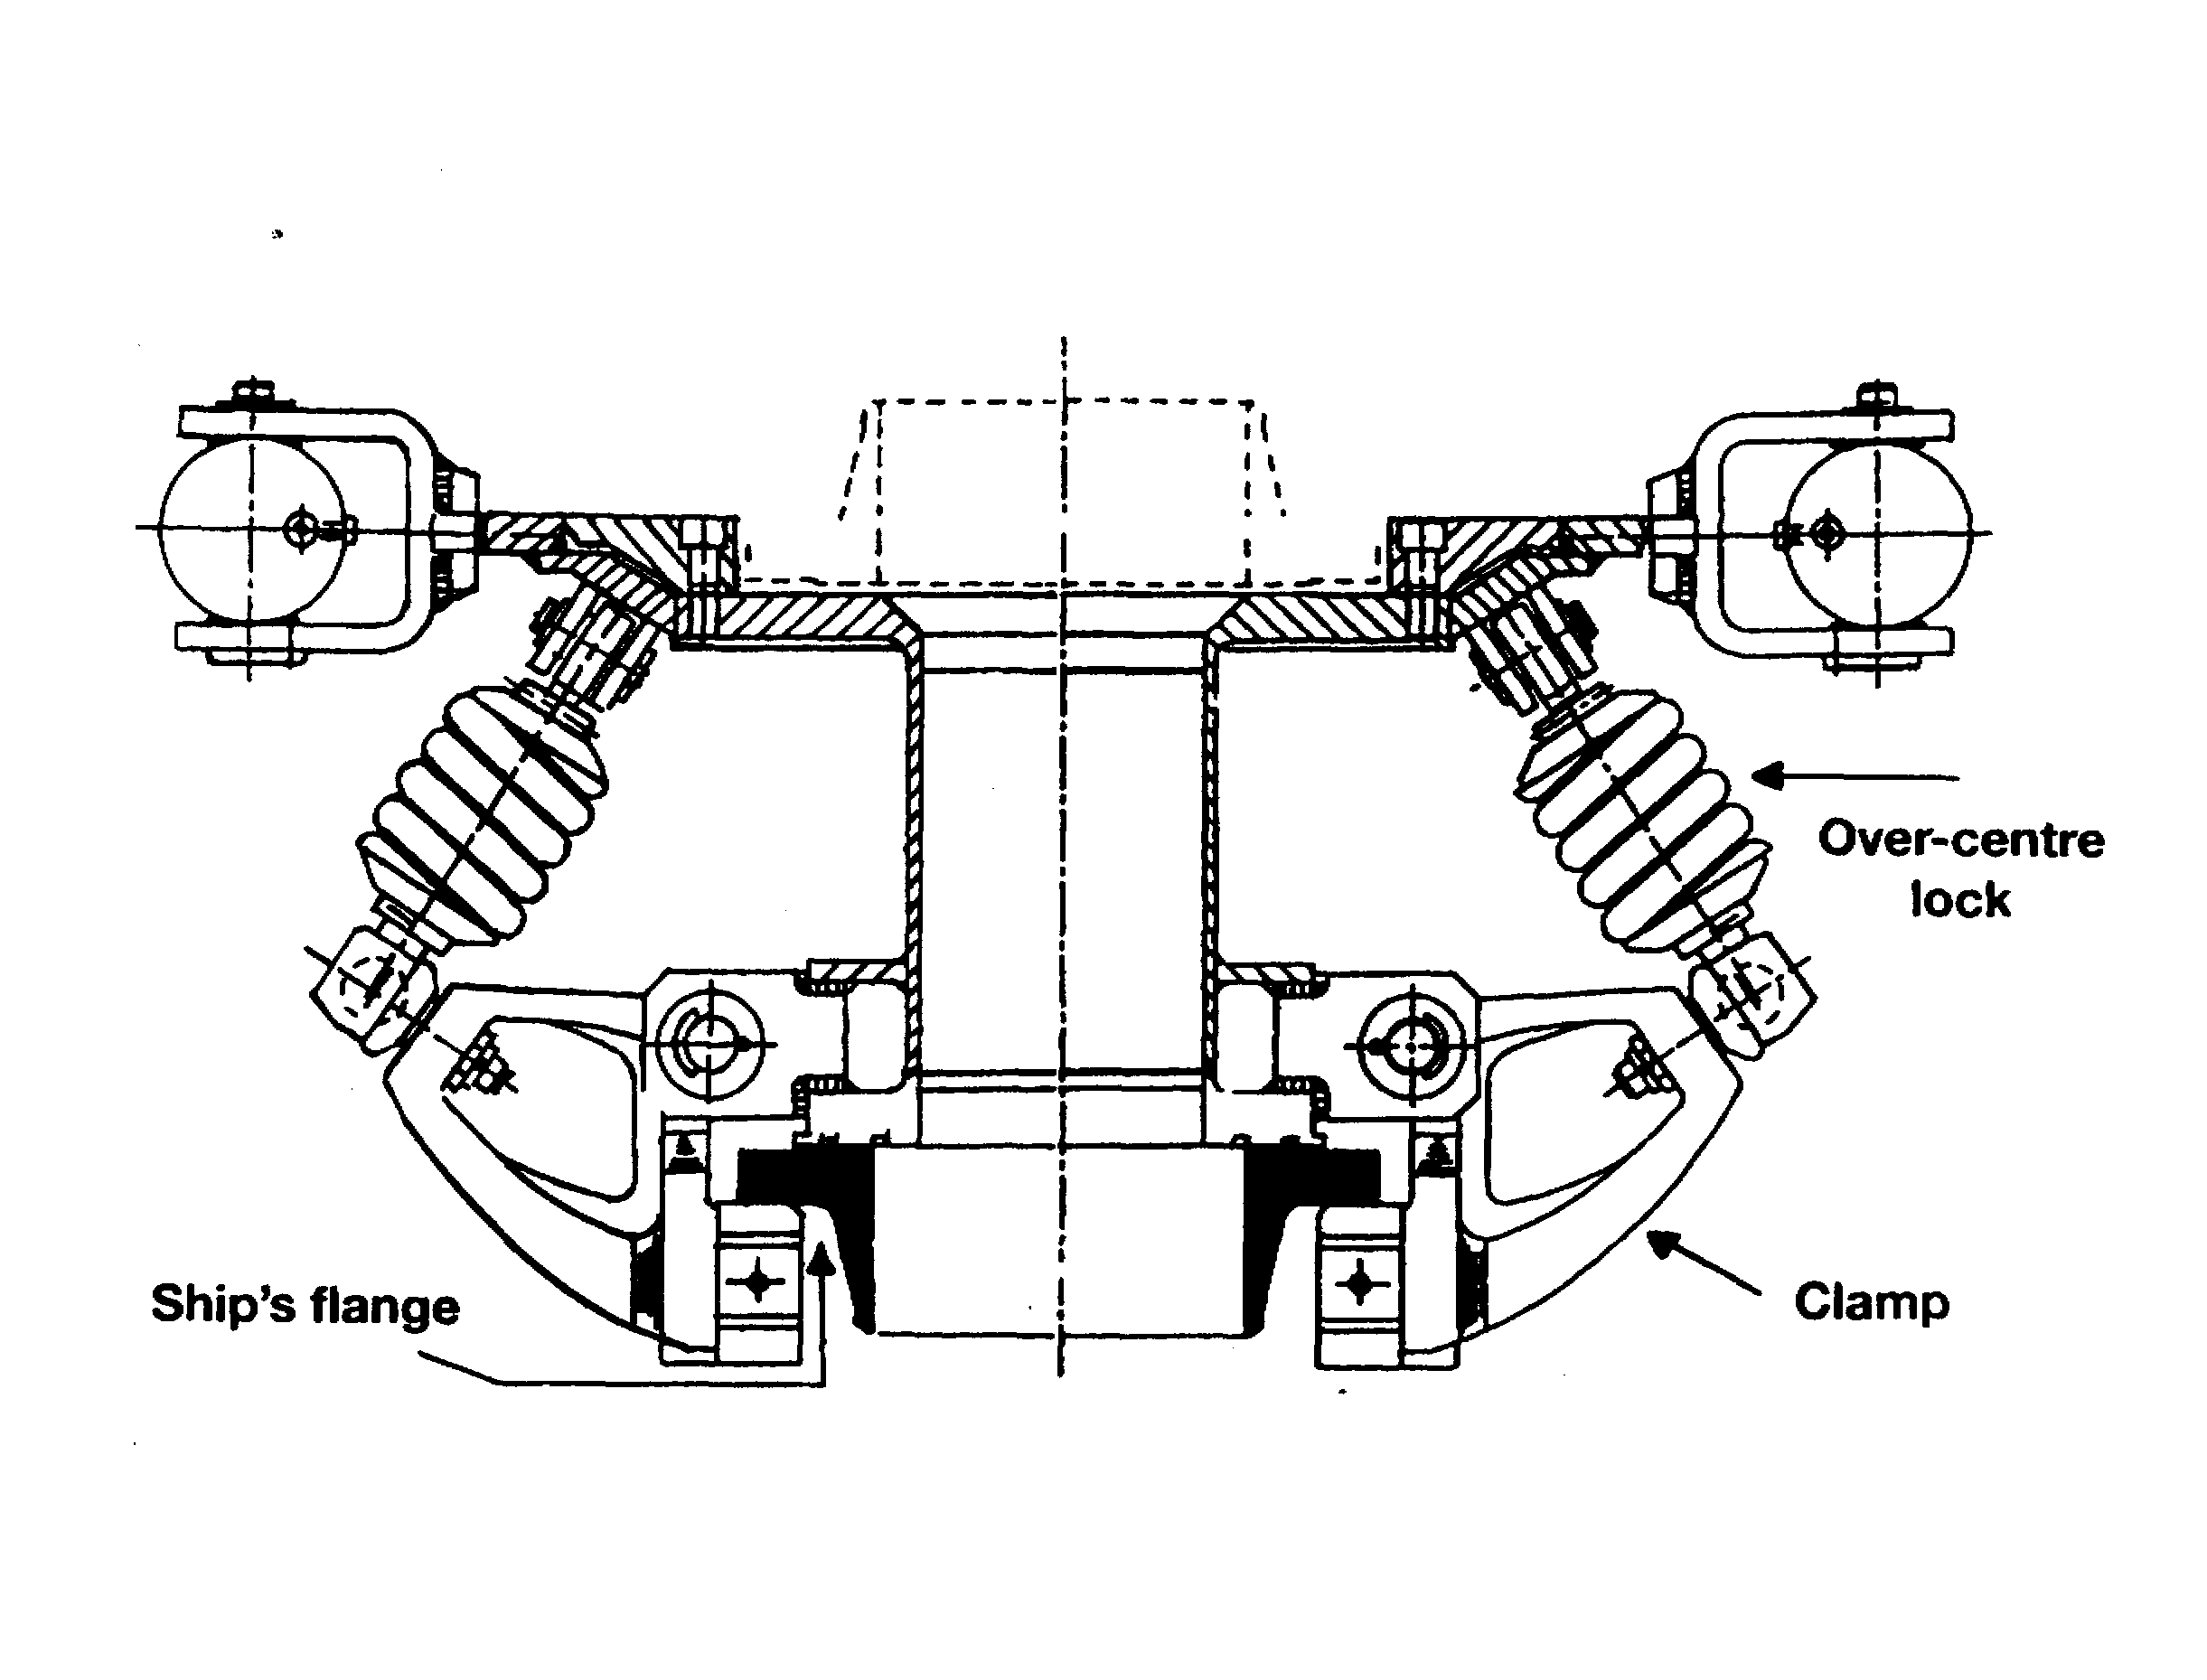 Over-centre
lock
Ship's flange
Clamp